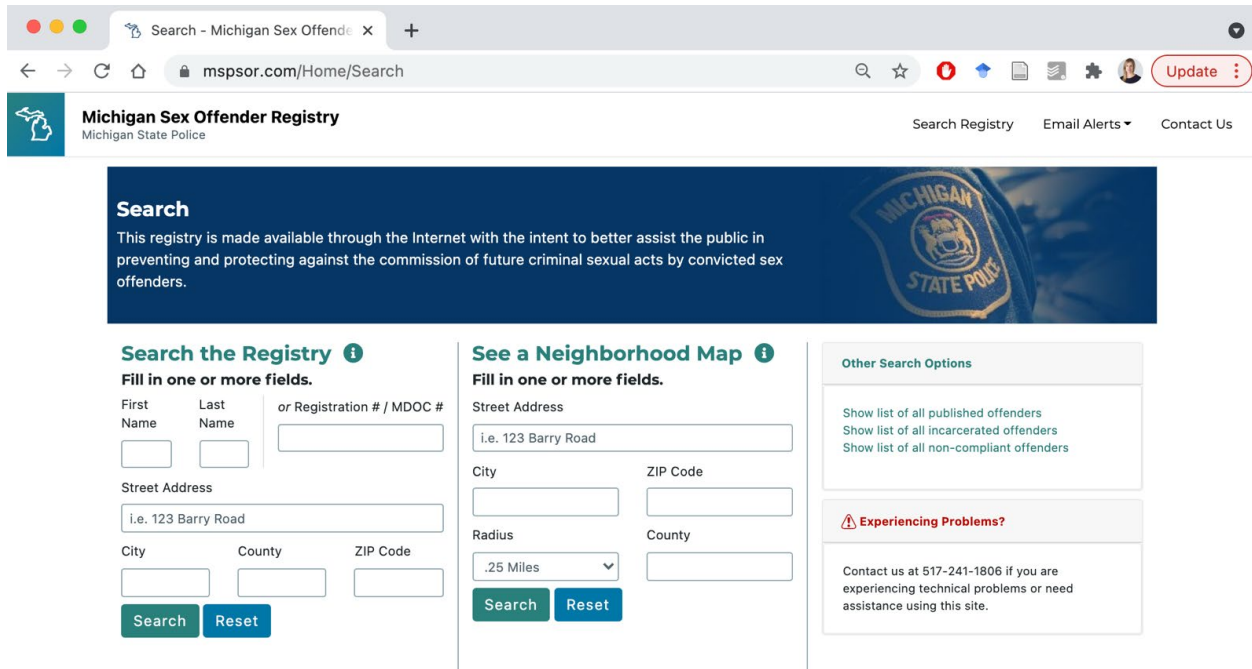 Search - Michigan Sex Offende
mspsor.com/Home/Search
Update
Michigan Sex Offender Registry
Michigan State Police
Search Registry
Email Alerts
Contact Us
Search
This registry is made available through the Internet with the intent to better assist the public in
preventing and protecting against the commission of future criminal sexual acts by convicted sex
offenders.
MICHIGAN
STATE POLICE
Search the Registry
Fill in one or more fields.
First
Name
Last
Name
or Registration # / MDOC #
Street Address
i.e. 123 Barry Road
City
County
ZIP Code
Search
Reset
See a Neighborhood Map
Fill in one or more fields.
Street Address
i.e. 123 Barry Road
City
ZIP Code
Radius
County
.25 Miles
Search
Reset
Other Search Options
Show list of all published offenders
Show list of all incarcerated offenders
Show list of all non-compliant offenders
Experiencing Problems?
Contact us at 517-241-1806 if you are
experiencing technical problems or need
assistance using this site.